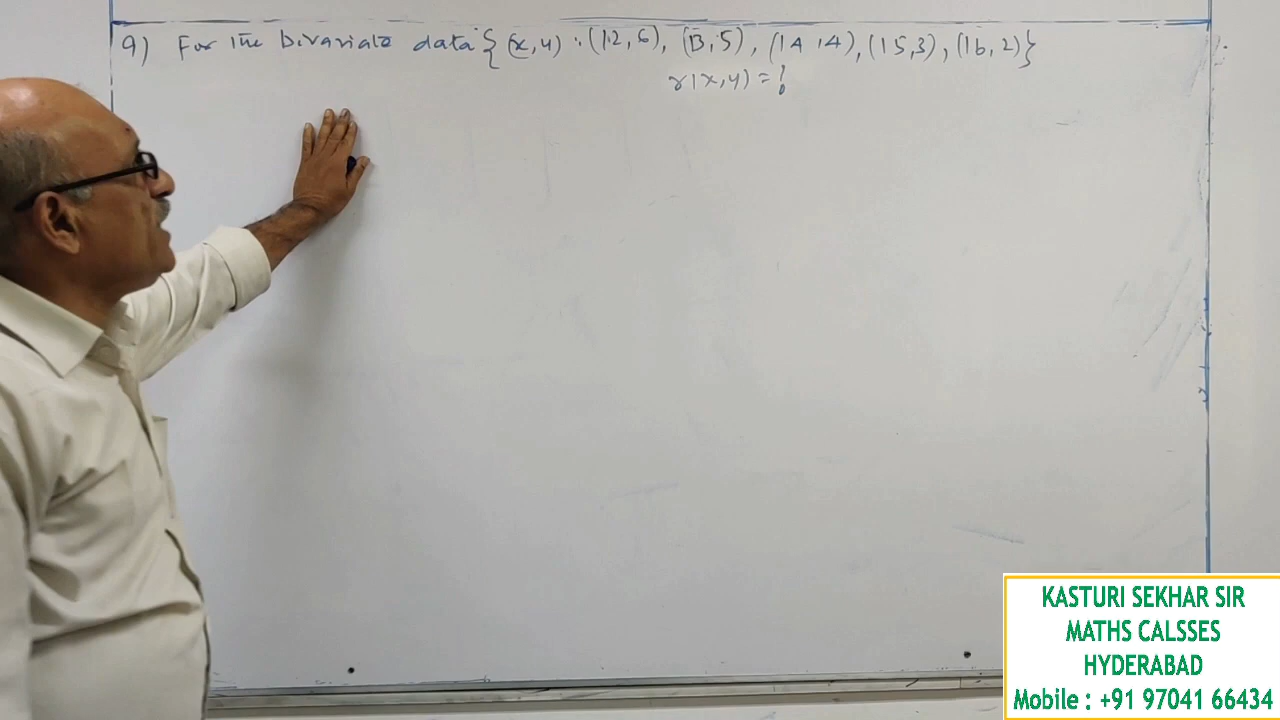 9) For the bivariate data {(x,y) : (12,6), (13,5), (14,4), (15,3), (16,2)}
r(x,y) = ?
KASTURI SEKHAR SIR
MATHS CALSSES
HYDERABAD
Mobile : +91 97041 66434